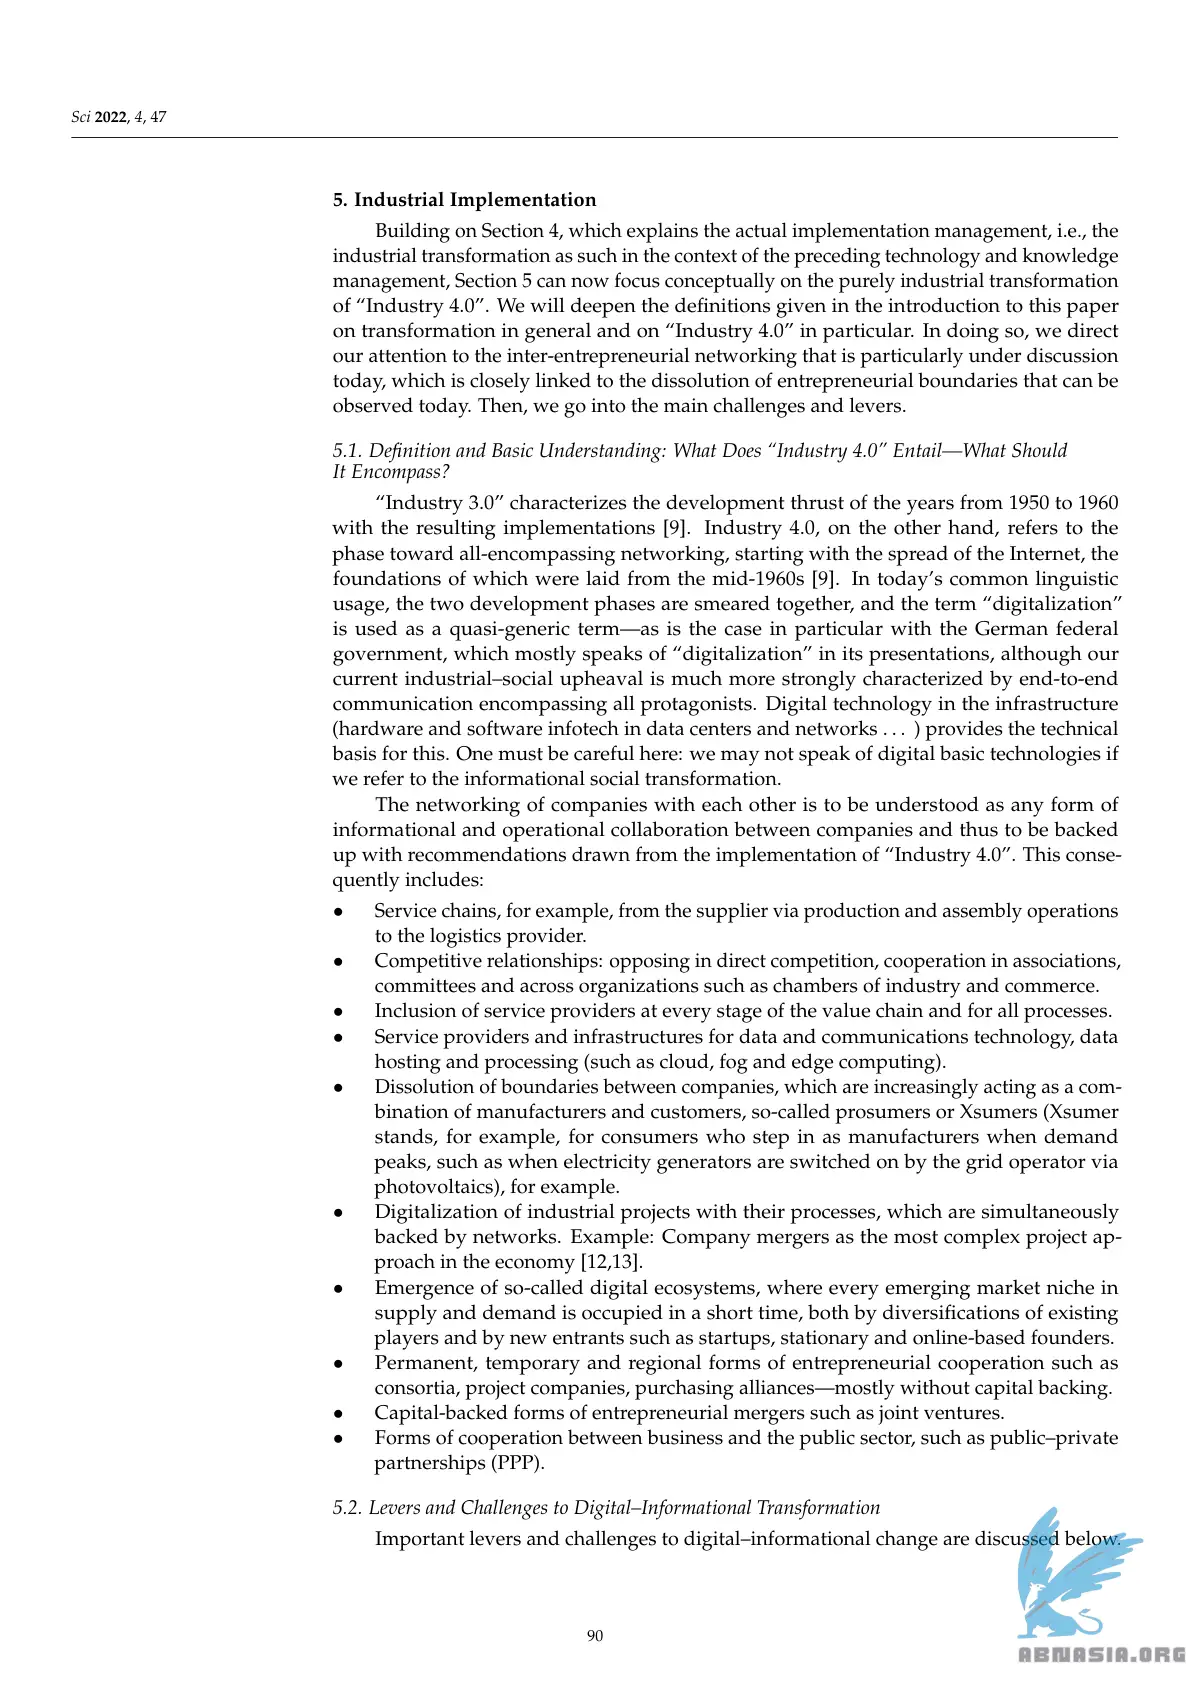 Sci 2022, 4, 47
5. Industrial Implementation
Building on Section 4, which explains the actual implementation management, i.e., the
industrial transformation as such in the context of the preceding technology and knowledge
management, Section 5 can now focus conceptually on the purely industrial transformation
of “Industry 4.0”. We will deepen the definitions given in the introduction to this paper
on transformation in general and on “Industry 4.0” in particular. In doing so, we direct
our attention to the inter-entrepreneurial networking that is particularly under discussion
today, which is closely linked to the dissolution of entrepreneurial boundaries that can be
observed today. Then, we go into the main challenges and levers.
5.1. Definition and Basic Understanding: What Does “Industry 4.0” Entail—What Should
It Encompass?
“Industry 3.0” characterizes the development thrust of the years from 1950 to 1960
with the resulting implementations [9]. Industry 4.0, on the other hand, refers to the
phase toward all-encompassing networking, starting with the spread of the Internet, the
foundations of which were laid from the mid-1960s [9]. In today’s common linguistic
usage, the two development phases are smeared together, and the term “digitalization”
is used as a quasi-generic term—as is the case in particular with the German federal
government, which mostly speaks of “digitalization” in its presentations, although our
current industrial–social upheaval is much more strongly characterized by end-to-end
communication encompassing all protagonists. Digital technology in the infrastructure
(hardware and software infotech in data centers and networks . . . ) provides the technical
basis for this. One must be careful here: we may not speak of digital basic technologies if
we refer to the informational social transformation.
The networking of companies with each other is to be understood as any form of
informational and operational collaboration between companies and thus to be backed
up with recommendations drawn from the implementation of “Industry 4.0”. This conse-
quently includes:
• Service chains, for example, from the supplier via production and assembly operations
to the logistics provider.
• Competitive relationships: opposing in direct competition, cooperation in associations,
committees and across organizations such as chambers of industry and commerce.
• Inclusion of service providers at every stage of the value chain and for all processes.
• Service providers and infrastructures for data and communications technology, data
hosting and processing (such as cloud, fog and edge computing).
• Dissolution of boundaries between companies, which are increasingly acting as a com-
bination of manufacturers and customers, so-called prosumers or Xsumers (Xsumer
stands, for example, for consumers who step in as manufacturers when demand
peaks, such as when electricity generators are switched on by the grid operator via
photovoltaics), for example.
• Digitalization of industrial projects with their processes, which are simultaneously
backed by networks. Example: Company mergers as the most complex project ap-
proach in the economy [12,13].
• Emergence of so-called digital ecosystems, where every emerging market niche in
supply and demand is occupied in a short time, both by diversifications of existing
players and by new entrants such as startups, stationary and online-based founders.
• Permanent, temporary and regional forms of entrepreneurial cooperation such as
consortia, project companies, purchasing alliances—mostly without capital backing.
• Capital-backed forms of entrepreneurial mergers such as joint ventures.
• Forms of cooperation between business and the public sector, such as public–private
partnerships (PPP).
5.2. Levers and Challenges to Digital–Informational Transformation
Important levers and challenges to digital–informational change are discussed below.
90
ABNASIA.ORG